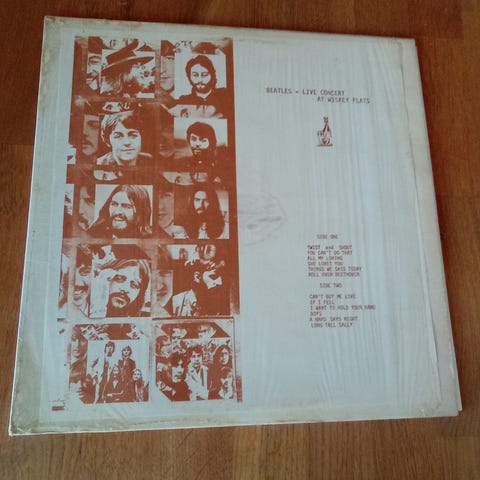 BEATLES - LIVE CONCERT
AT WISKEY FLATS
SIDE ONE
TWIST and SHOUT
YOU CAN'T DO THAT
ALL MY LOVING
SHE LOVES YOU
THINGS WE SAID TODAY
ROLL OVER BEETHOVEN
SIDE TWO
CAN'T BUY ME LOVE
IF I FELL
I WANT TO HOLD YOUR HAND
BOYS
A HARD DAYS NIGHT
LONG TALL SALLY